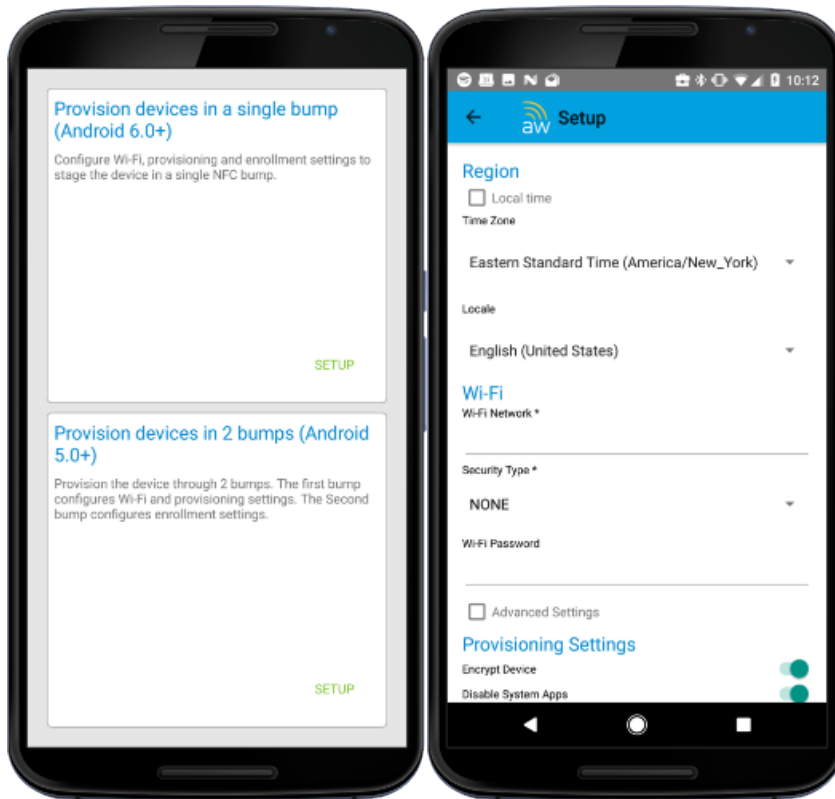 Provision devices in a single bump
(Android 6.0+)
Configure Wi-Fi, provisioning and enrollment settings to
stage the device in a single NFC bump.
SETUP
Provision devices in 2 bumps (Android
5.0+)
Provision the device through 2 bumps. The first bump
configures Wi-Fi and provisioning settings. The Second
bump configures enrollment settings.
SETUP
10:12
aw Setup
Region
Local time
Time Zone
Eastern Standard Time (America/New_York)
Locale
English (United States)
Wi-Fi
Wi-Fi Network *
Security Type *
NONE
Wi-Fi Password
Advanced Settings
Provisioning Settings
Encrypt Device
Disable System Apps